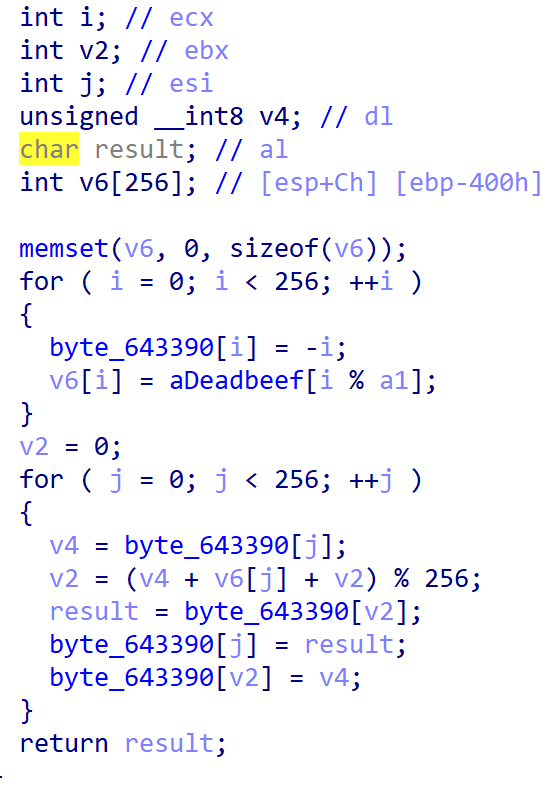 int i; // ecx
int v2; // ebx
int j; // esi
unsigned __int8 v4; // dl
char result; // al
int v6[256]; // [esp+Ch] [ebp-400h]
memset(v6, 0, sizeof(v6));
for ( i = 0; i < 256; ++i )
{
byte_643390[i] = -i;
v6[i] = aDeadbeef[i % a1];
}
v2 = 0;
for ( j = 0; j < 256; ++j )
{
v4 = byte_643390[j];
v2 = (v4 + v6[j] + v2) % 256;
result = byte_643390[v2];
byte_643390[j] = result;
byte_643390[v2] = v4;
}
return result;